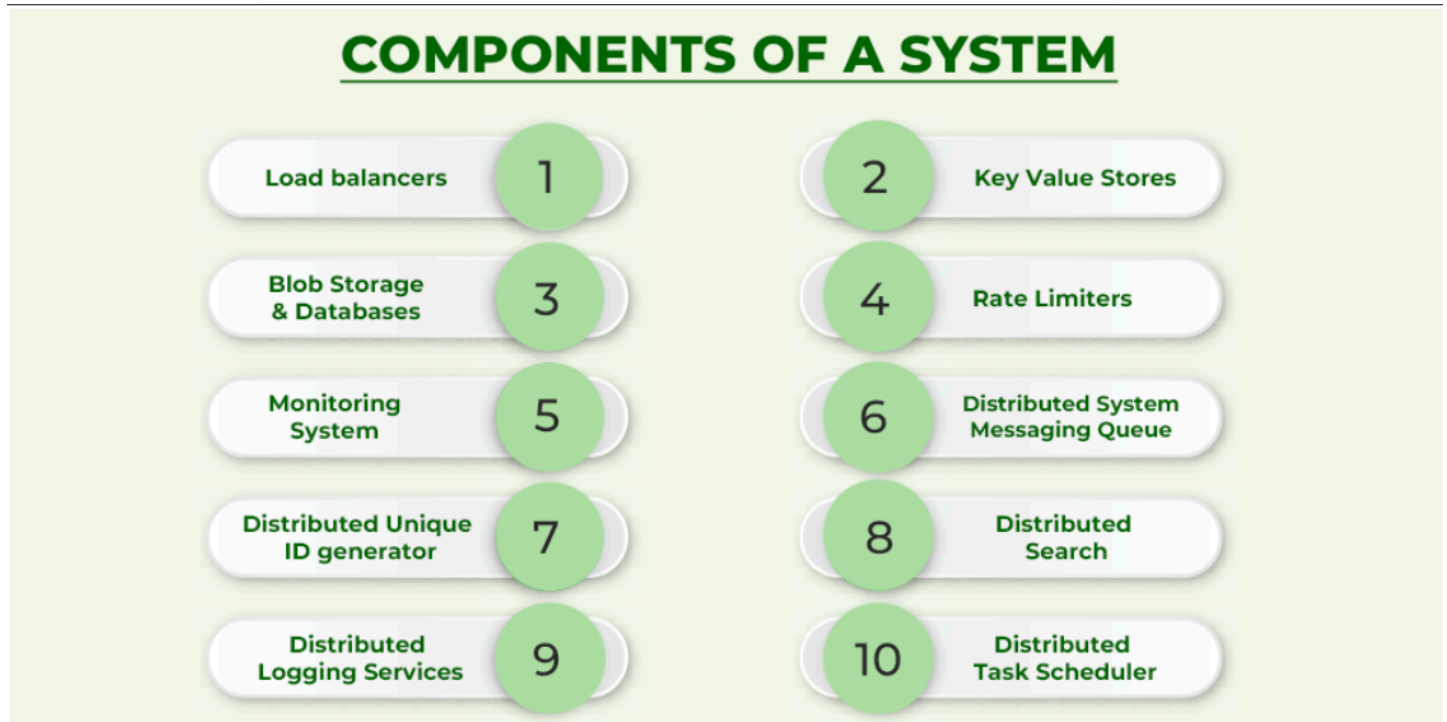 COMPONENTS OF A SYSTEM
Load balancers
1
2
Key Value Stores
Blob Storage
& Databases
3
4
Rate Limiters
Monitoring
System
5
6
Distributed System
Messaging Queue
Distributed Unique
ID generator
7
8
Distributed
Search
Distributed
Logging Services
9
10
Distributed
Task Scheduler